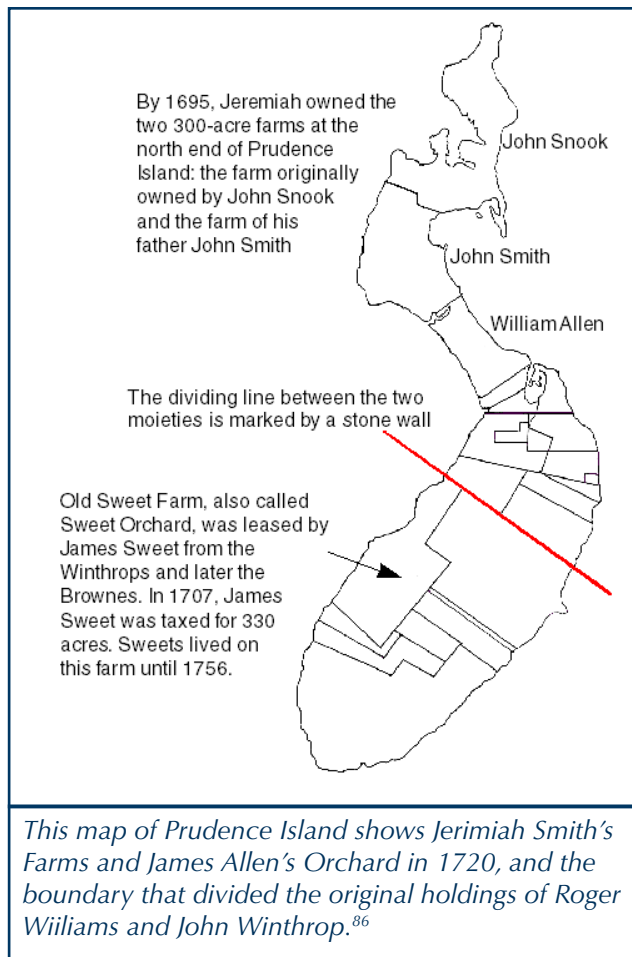 By 1695, Jeremiah owned the
two 300-acre farms at the
north end of Prudence
Island: the farm originally
owned by John Snook
and the farm of his
father John Smith
John Snook
John Smith
William Allen
The dividing line between the two
moieties is marked by a stone wall
Old Sweet Farm, also called
Sweet Orchard, was leased by
James Sweet from the
Winthrops and later the
Brownes. In 1707, James
Sweet was taxed for 330
acres. Sweets lived on
this farm until 1756.
This map of Prudence Island shows Jerimiah Smith’s
Farms and James Allen’s Orchard in 1720, and the
boundary that divided the original holdings of Roger
Wiiliams and John Winthrop.86